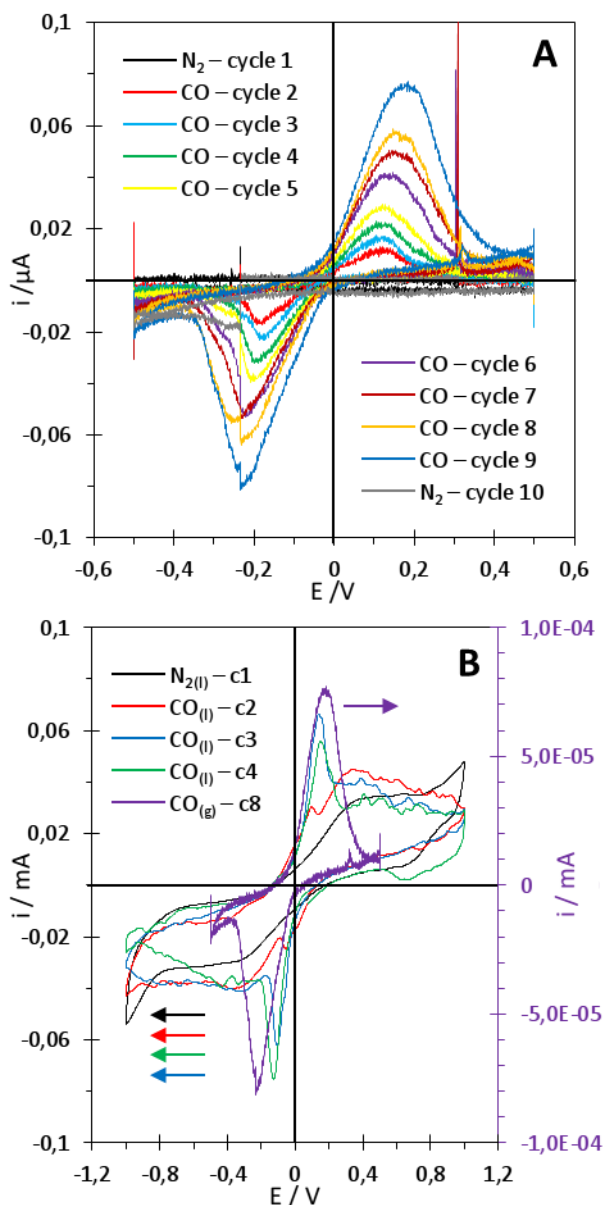 A
N₂ – cycle 1
CO – cycle 2
CO – cycle 3
CO – cycle 4
CO – cycle 5
CO – cycle 6
CO – cycle 7
CO – cycle 8
CO – cycle 9
N₂ – cycle 10
i /µA
0,1
0,06
0,02
-0,02
-0,06
-0,1
-0,6
-0,4
-0,2
0
0,2
0,4
0,6
E /V
B
N₂₍ₗ₎ – c1
CO₍ₗ₎ – c2
CO₍ₗ₎ – c3
CO₍ₗ₎ – c4
CO(g) – c8
i / mA
0,1
0,06
0,02
-0,02
-0,06
-0,1
1,0E-04
5,0E-05
0
-5,0E-05
-1,0E-04
i / mA
-1,2
-0,8
-0,4
0
0,4
0,8
1,2
E / V